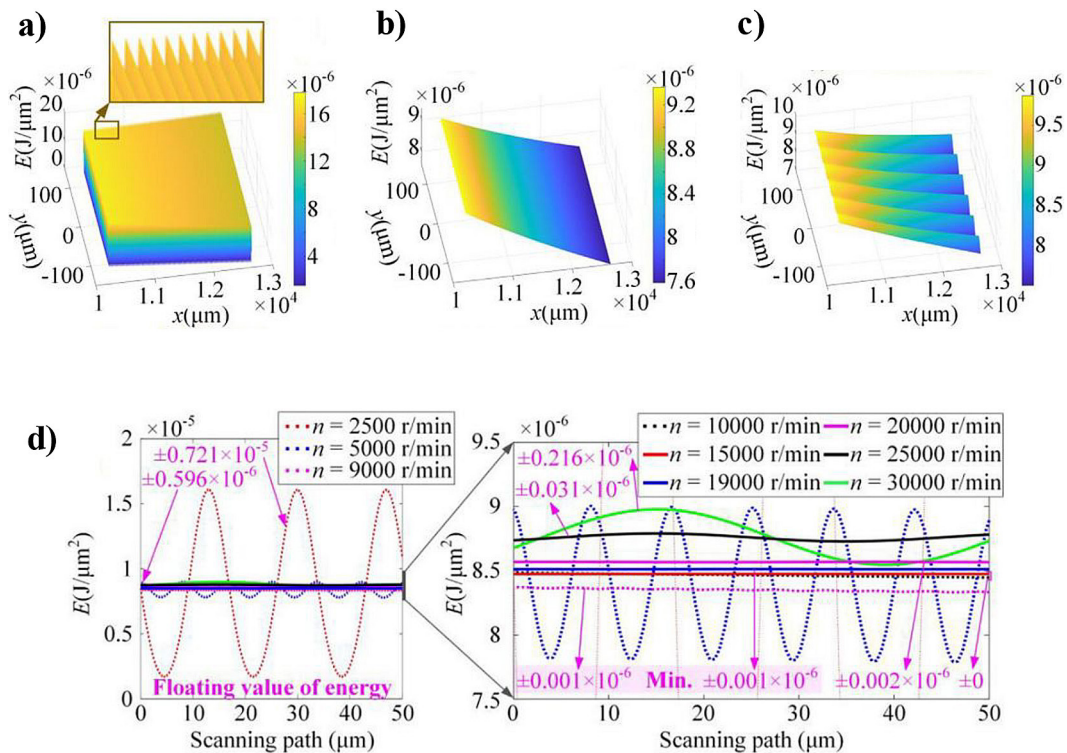 a)
×10⁻⁶
20
10
0
E(J/μm²)
100
0
-100
y(μm)
1
1.1
1.2
1.3
×10⁴
x(μm)
×10⁻⁶
16
12
8
4
b)
×10⁻⁶
9
8
E(J/μm²)
100
0
-100
y(μm)
1
1.1
1.2
1.3
×10⁴
x(μm)
×10⁻⁶
9.2
8.8
8.4
8
7.6
c)
×10⁻⁶
10
9
8
7
E(J/μm²)
100
0
-100
y(μm)
1
1.1
1.2
1.3
×10⁴
x(μm)
×10⁻⁶
9.5
9
8.5
8
d)
×10⁻⁵
n = 2500 r/min
n = 5000 r/min
n = 9000 r/min
±0.721×10⁻⁵
±0.596×10⁻⁶
2
1.5
1
0.5
0
E(J/μm²)
Floating value of energy
0 10 20 30 40 50
Scanning path (μm)
×10⁻⁶
n = 10000 r/min
n = 20000 r/min
n = 15000 r/min
n = 25000 r/min
n = 19000 r/min
n = 30000 r/min
±0.216×10⁻⁶
±0.031×10⁻⁶
9.5
9
8.5
8
7.5
E(J/μm²)
±0.001×10⁻⁶ Min. ±0.001×10⁻⁶ ±0.002×10⁻⁶ ±0
0 10 20 30 40 50
Scanning path (μm)